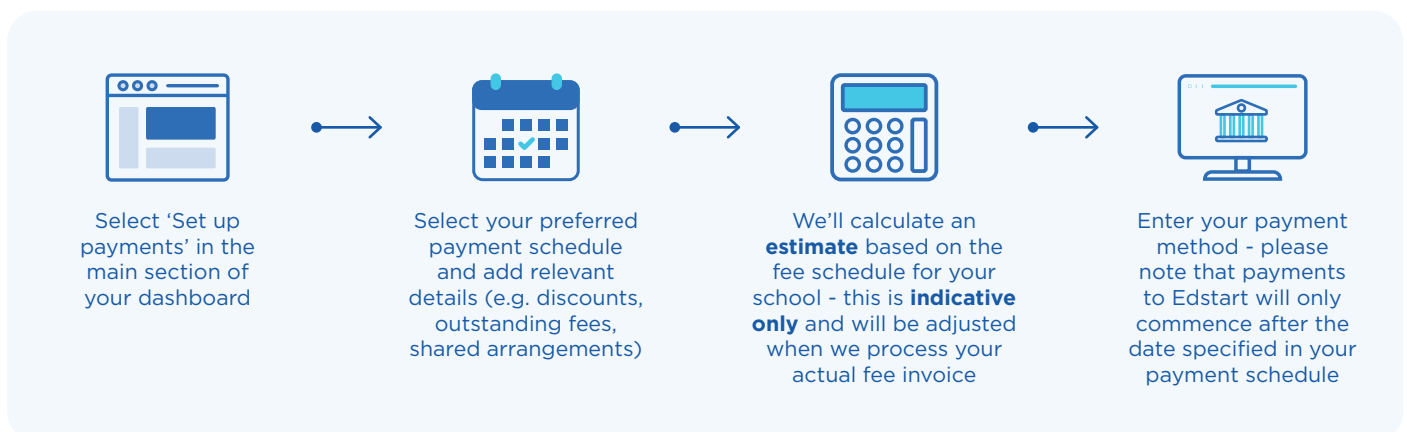 Select ‘Set up
payments’ in the
main section of
your dashboard
Select your preferred
payment schedule
and add relevant
details (e.g. discounts,
outstanding fees,
shared arrangements)
We’ll calculate an
estimate based on the
fee schedule for your
school - this is indicative
only and will be adjusted
when we process your
actual fee invoice
Enter your payment
method - please
note that payments
to Edstart will only
commence after the
date specified in your
payment schedule